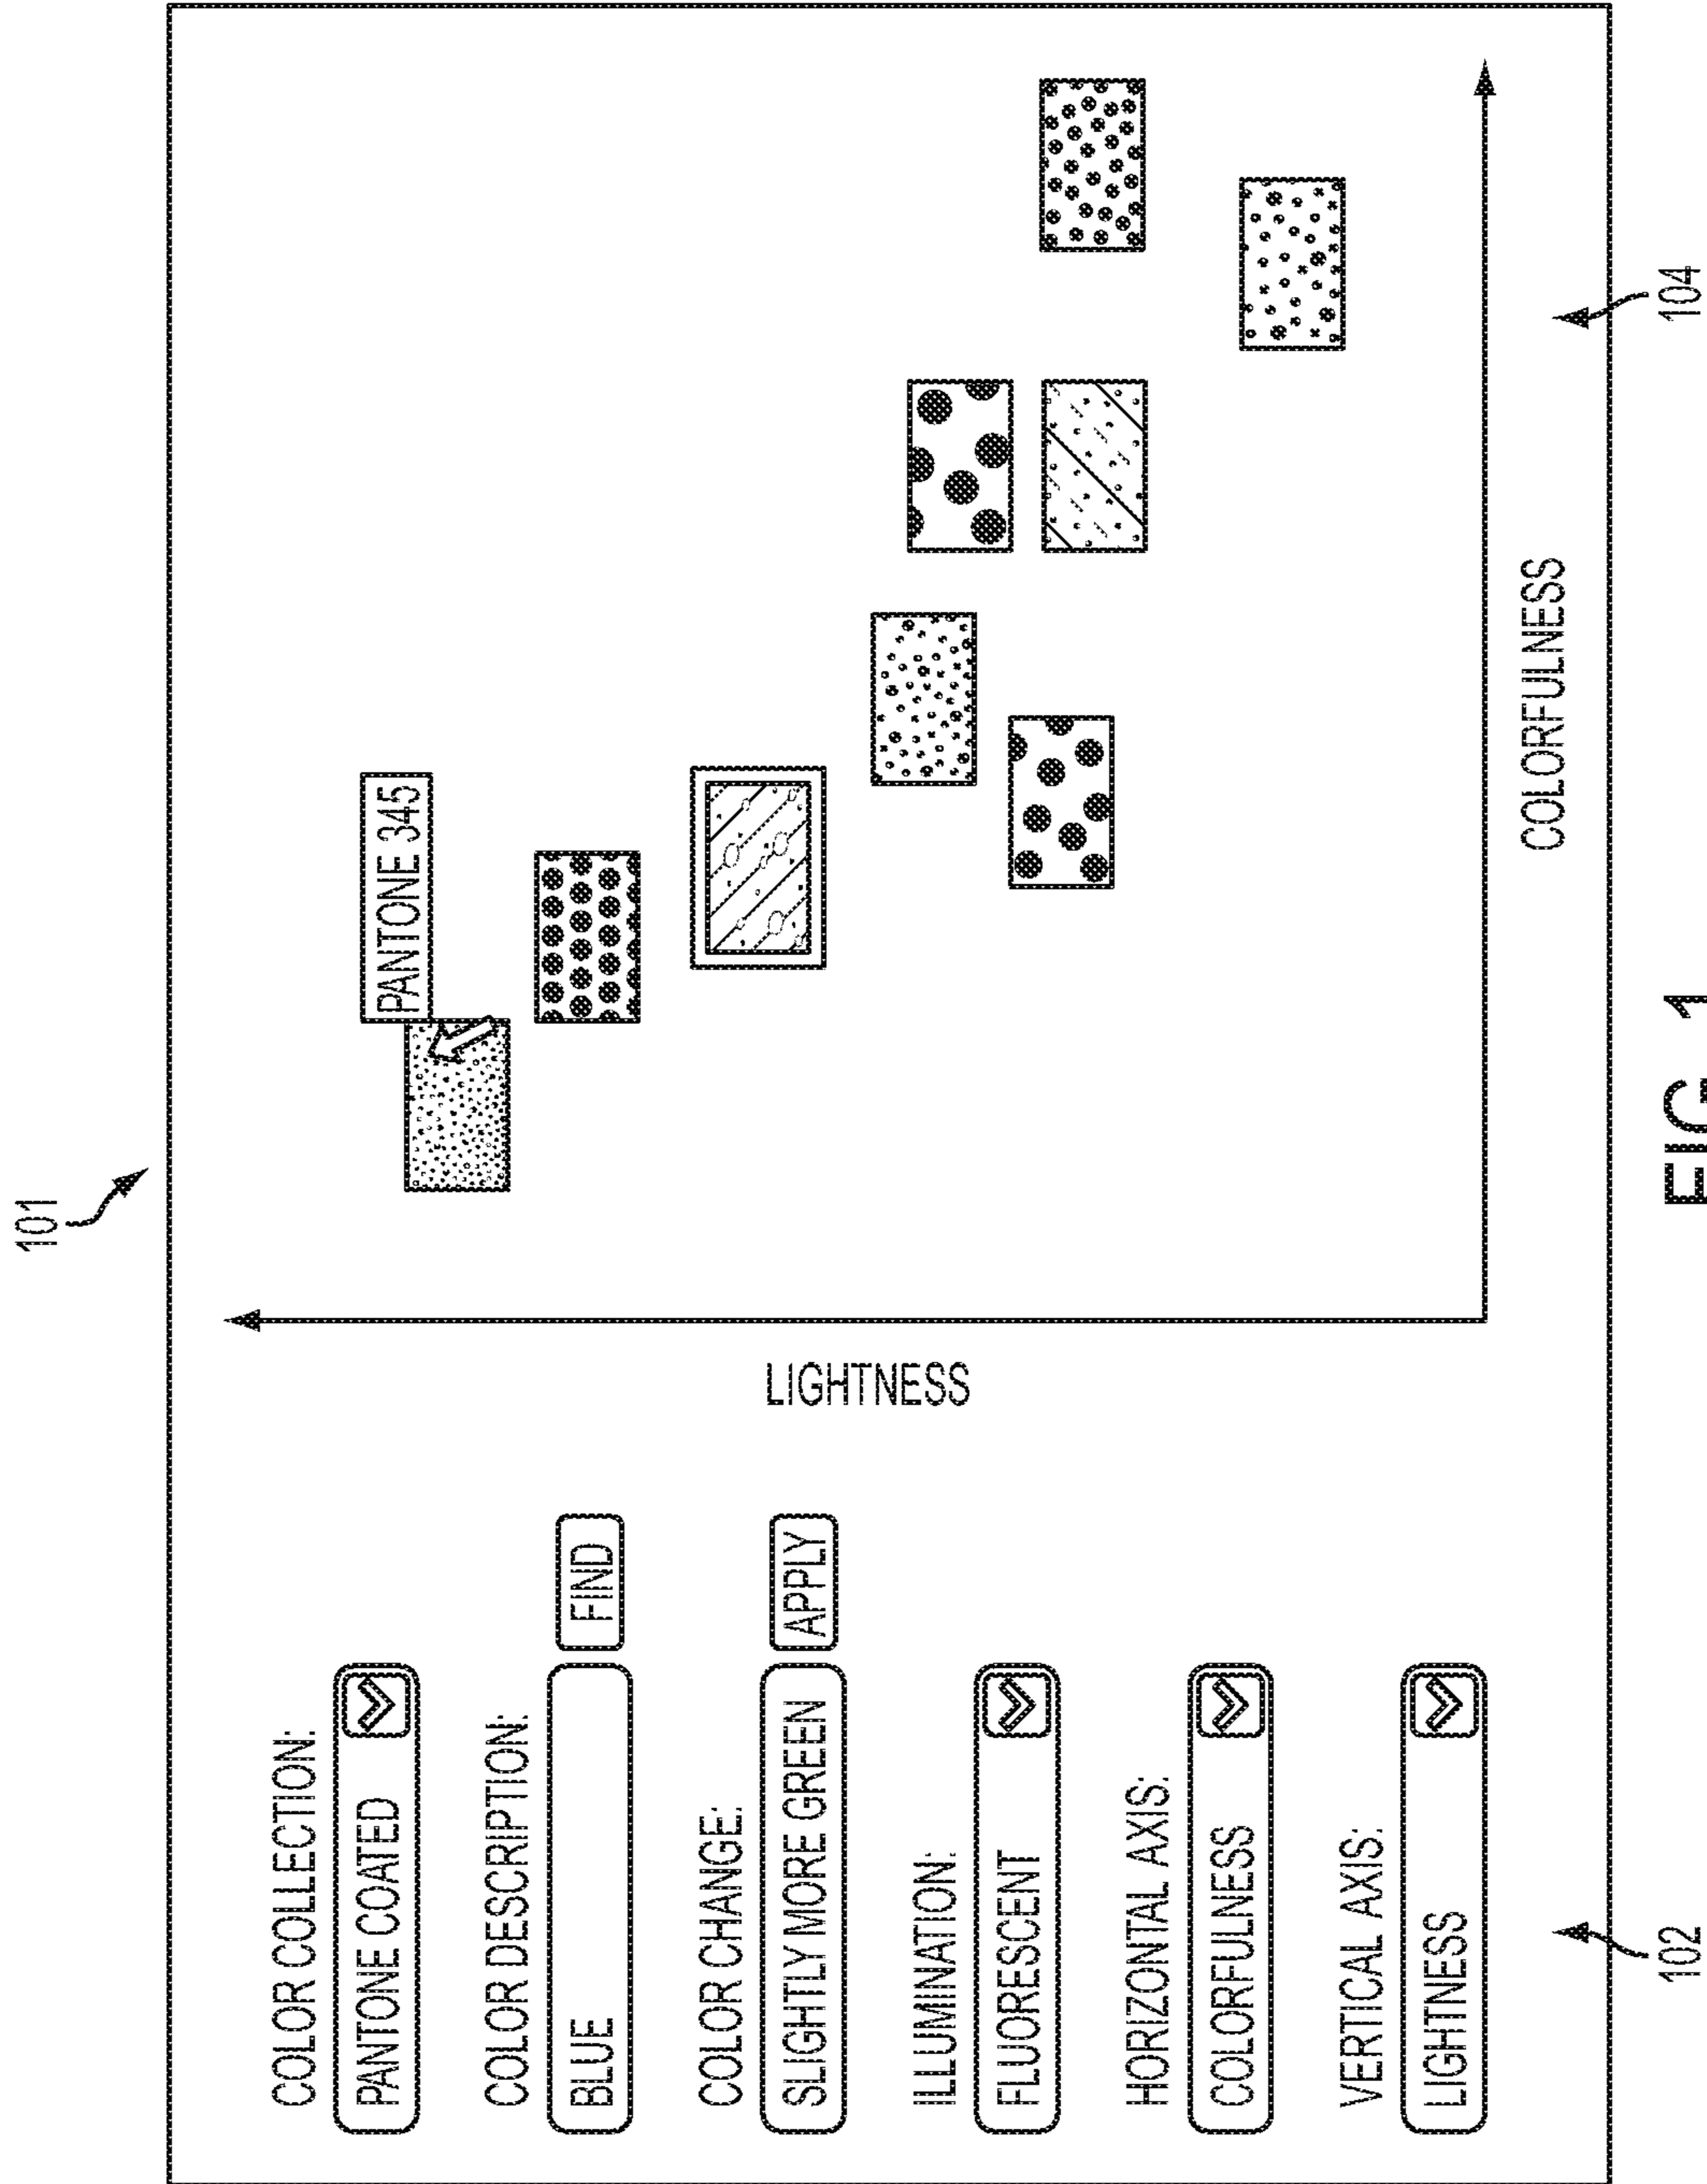 101
COLOR COLLECTION:
PANTONE COATED
COLOR DESCRIPTION:
BLUE
FIND
COLOR CHANGE:
SLIGHTLY MORE GREEN
APPLY
ILLUMINATION:
FLUORESCENT
HORIZONTAL AXIS:
COLORFULNESS
VERTICAL AXIS:
LIGHTNESS
102
LIGHTNESS
PANTONE 345
COLORFULNESS
104
FIG. 1